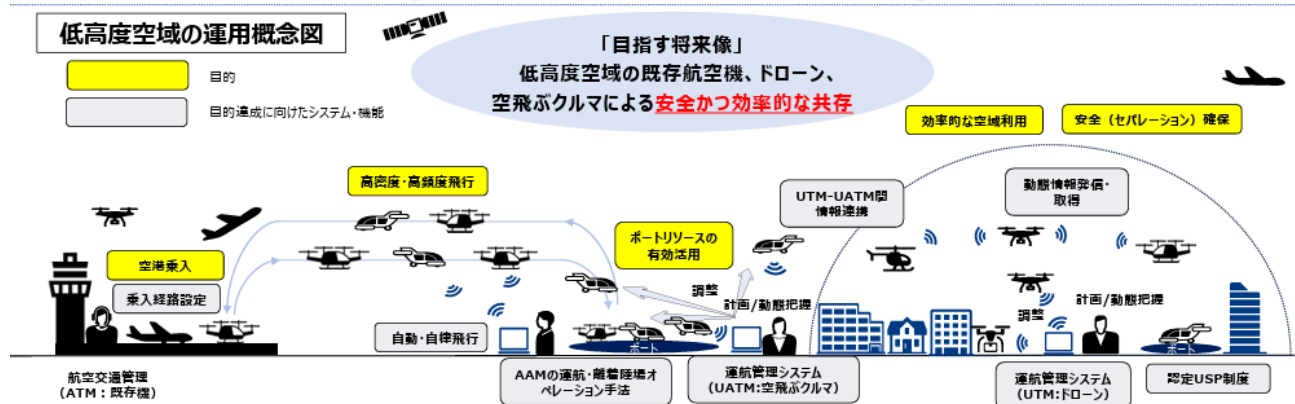 低高度空域の運用概念図
目的
目的達成に向けたシステム・機能
「目指す将来像」
低高度空域の既存航空機、ドローン、
空飛ぶクルマによる安全かつ効率的な共存
効率的な空域利用
安全（セパレーション）確保
高密度・高頻度飛行
UTM-UATM間
情報連携
動態情報発信・
取得
ポートリソースの
有効活用
空港乗入
乗入経路設定
調整
計画/動態把握
計画/動態把握
調整
自動・自律飛行
ポート
ポート
航空交通管理
(ATM：既存機)
AAMの運航・離着陸場オ
ペレーション手法
運航管理システム
(UATM:空飛ぶクルマ)
運航管理システム
(UTM:ドローン)
認定USP制度